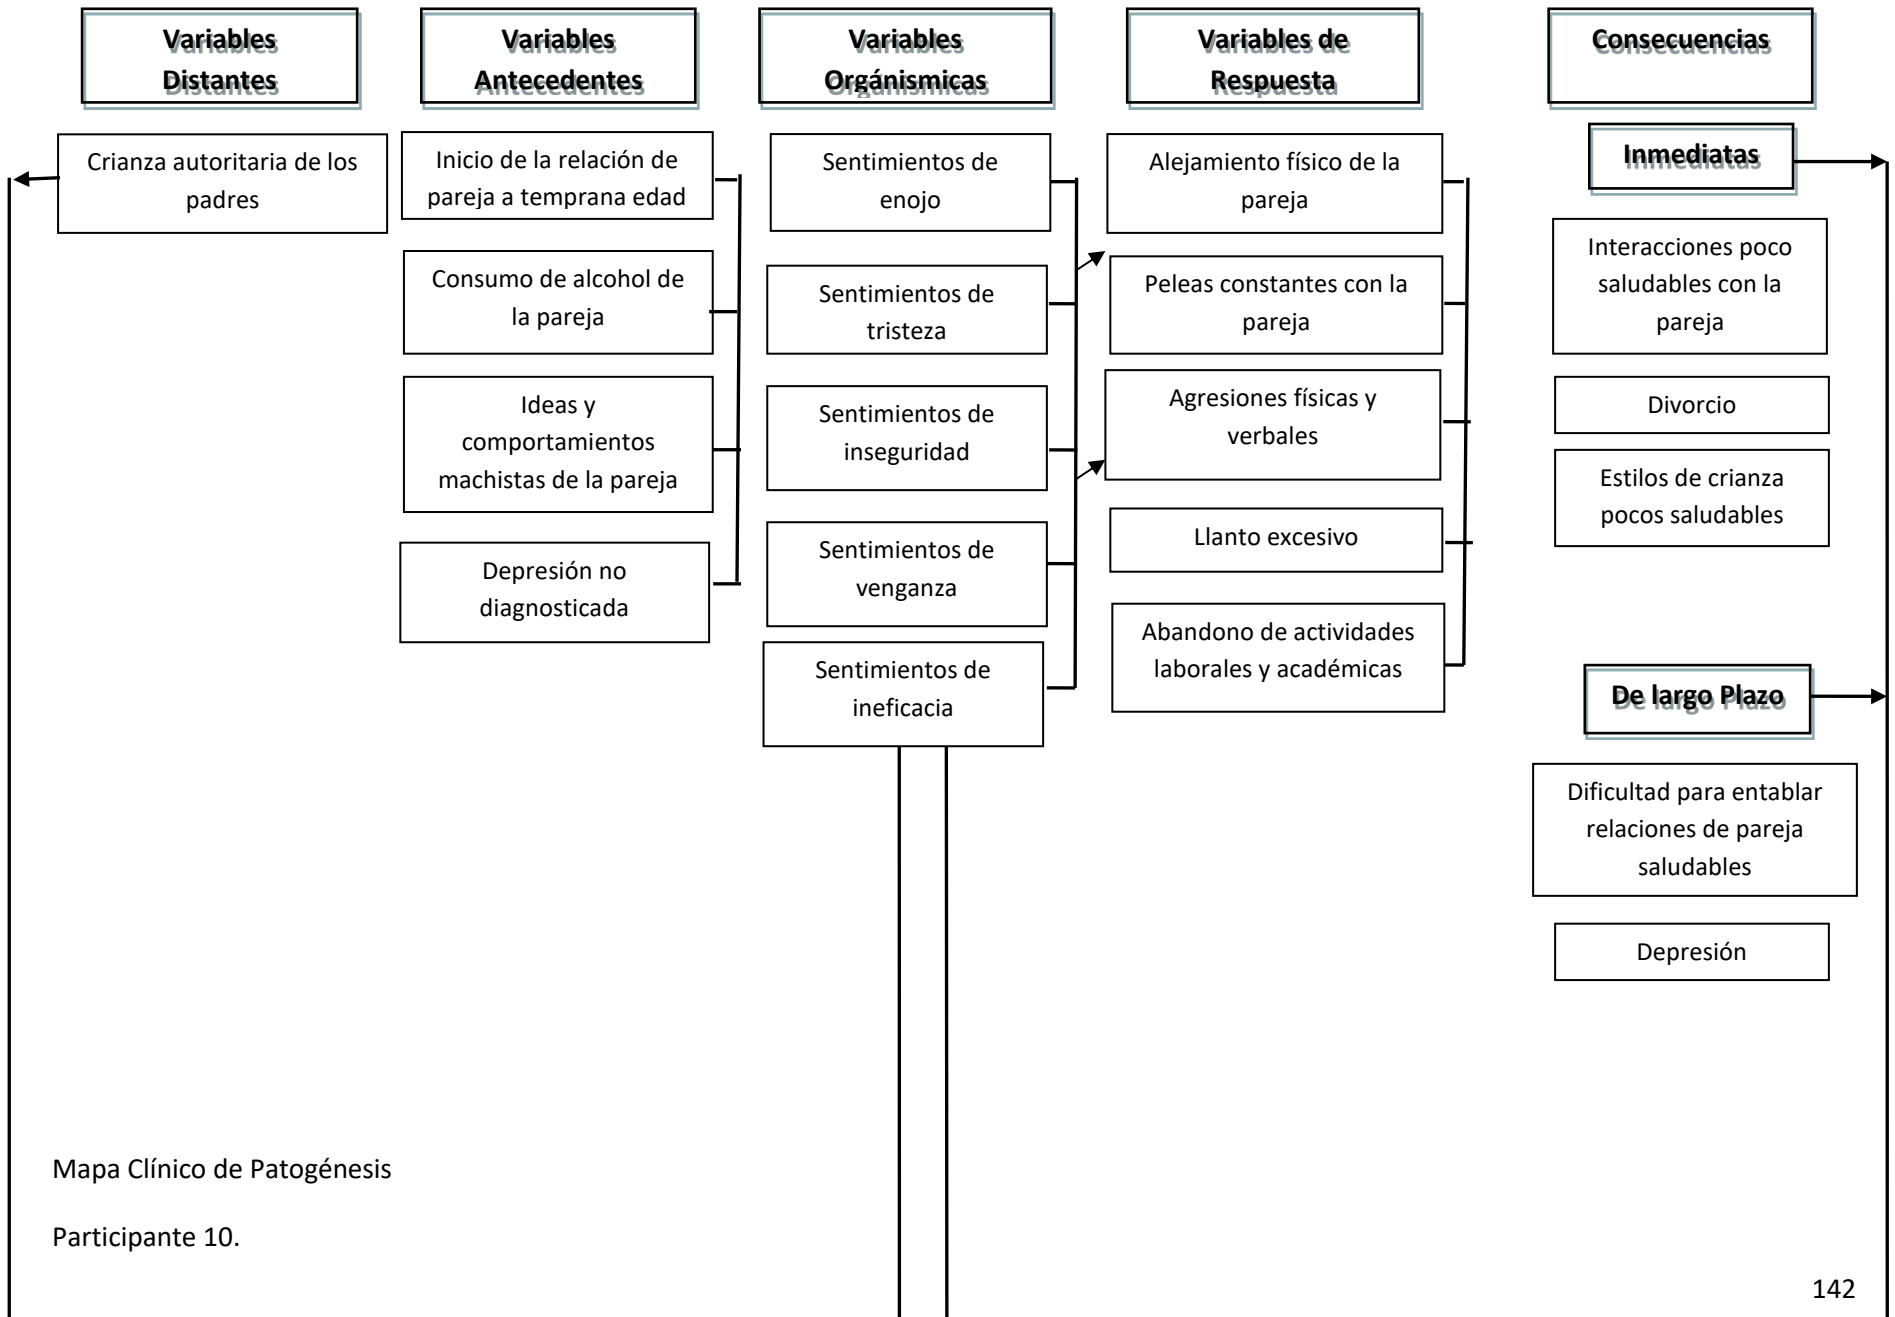 Variables
Distantes
Crianza autoritaria de los
padres
Variables
Antecedentes
Inicio de la relación de
pareja a temprana edad
Consumo de alcohol de
la pareja
Ideas y
comportamientos
machistas de la pareja
Depresión no
diagnosticada
Variables
Orgánismicas
Sentimientos de
enojo
Sentimientos de
tristeza
Sentimientos de
inseguridad
Sentimientos de
venganza
Sentimientos de
ineficacia
Variables de
Respuesta
Alejamiento físico de la
pareja
Peleas constantes con la
pareja
Agresiones físicas y
verbales
Llanto excesivo
Abandono de actividades
laborales y académicas
Consecuencias
Inmediatas
Interacciones poco
saludables con la
pareja
Divorcio
Estilos de crianza
pocos saludables
De largo Plazo
Dificultad para entablar
relaciones de pareja
saludables
Depresión
Mapa Clínico de Patogénesis
Participante 10.
142